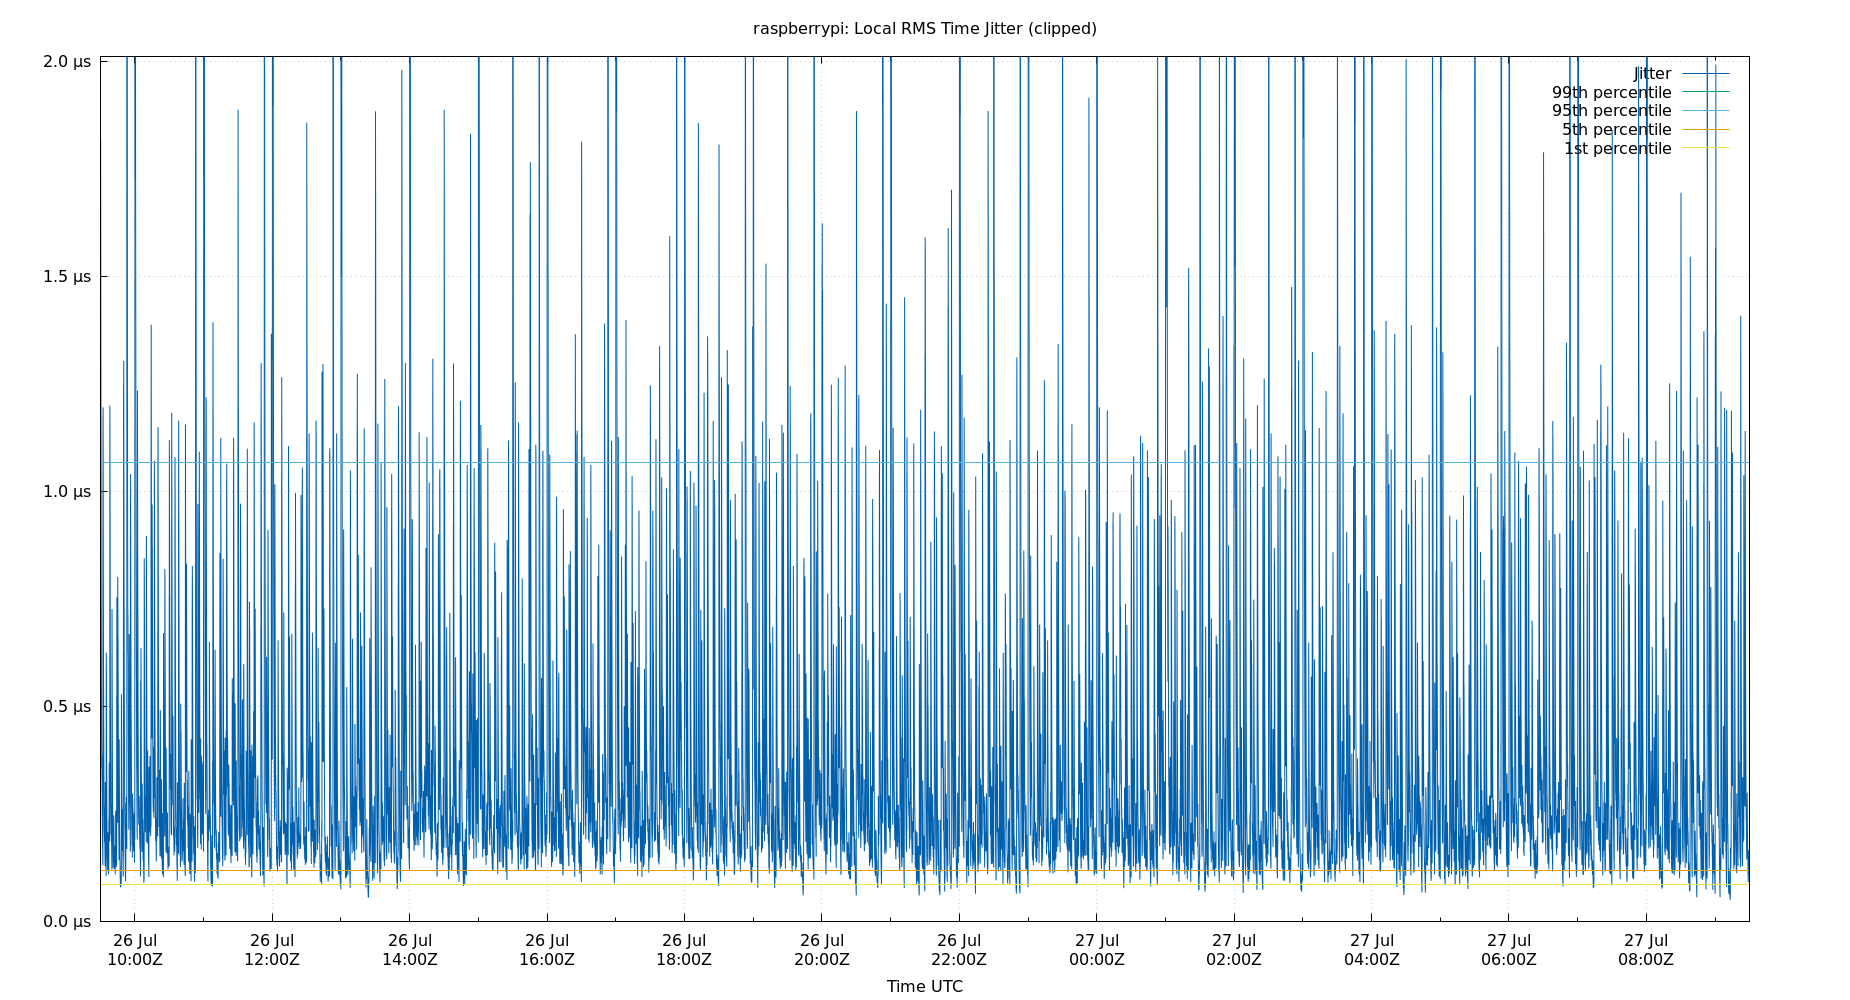 raspberrypi: Local RMS Time Jitter (clipped)
2.0 µs
1.5 µs
1.0 µs
0.5 µs
0.0 µs
Jitter
99th percentile
95th percentile
5th percentile
1st percentile
26 Jul 26 Jul 26 Jul 26 Jul 26 Jul 26 Jul 26 Jul 27 Jul 27 Jul 27 Jul 27 Jul 27 Jul
10:00Z 12:00Z 14:00Z 16:00Z 18:00Z 20:00Z 22:00Z 00:00Z 02:00Z 04:00Z 06:00Z 08:00Z
Time UTC